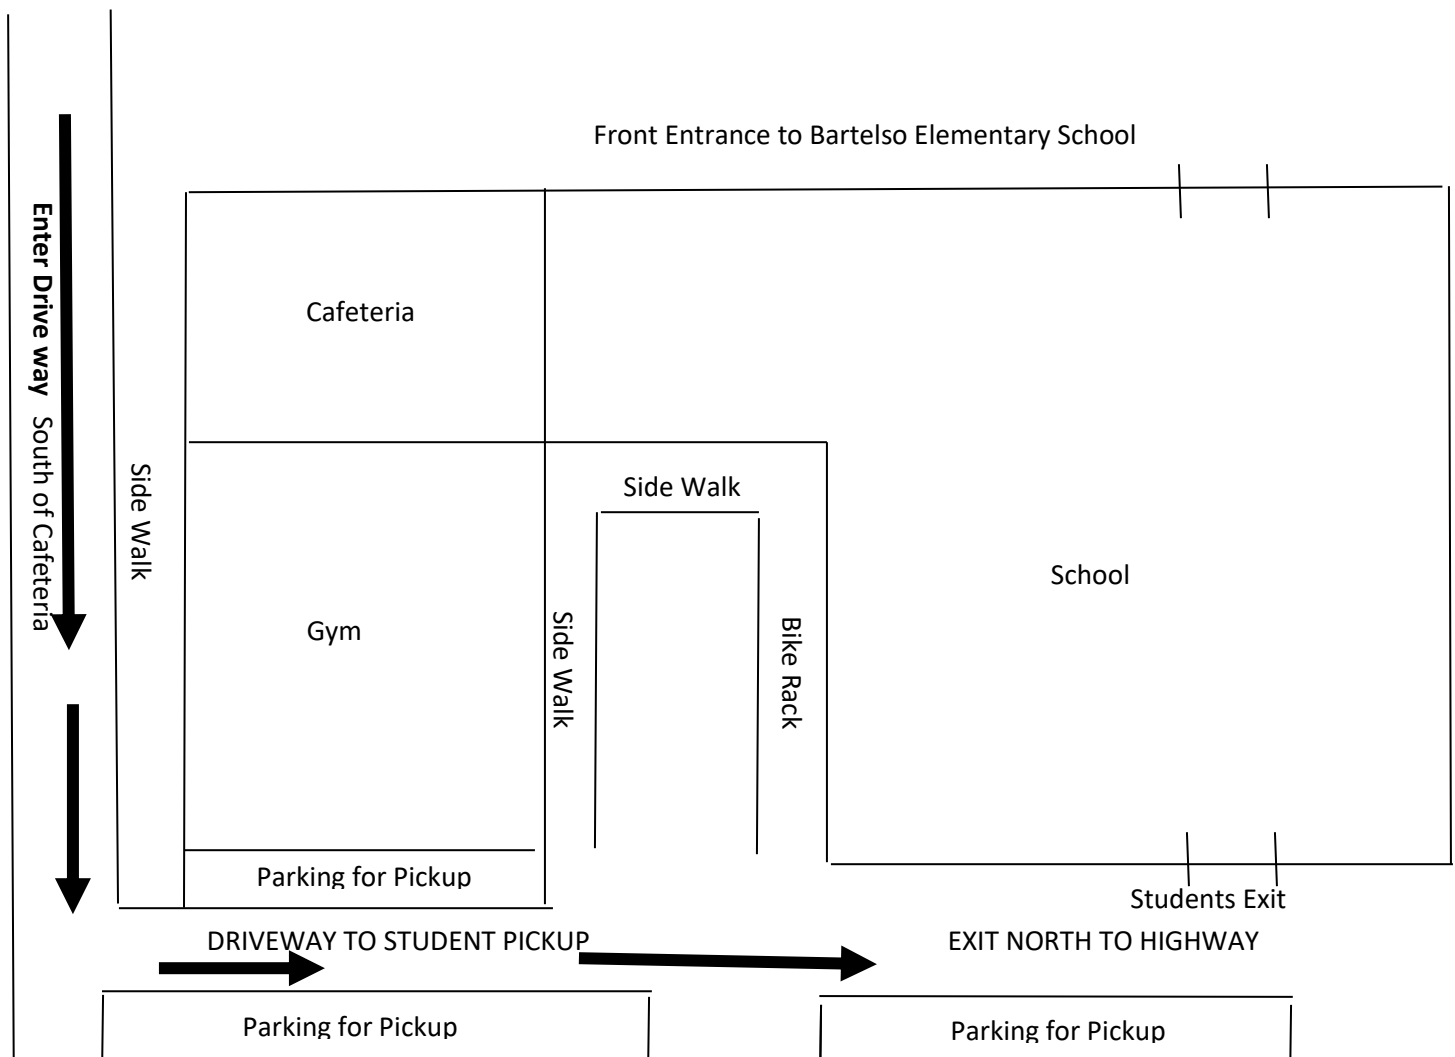 Front Entrance to Bartelso Elementary School
Enter Drive way South of Cafeteria
Cafeteria
Side Walk
Side Walk
School
Gym
Side Walk
Bike Rack
Parking for Pickup
Students Exit
DRIVEWAY TO STUDENT PICKUP
EXIT NORTH TO HIGHWAY
Parking for Pickup
Parking for Pickup